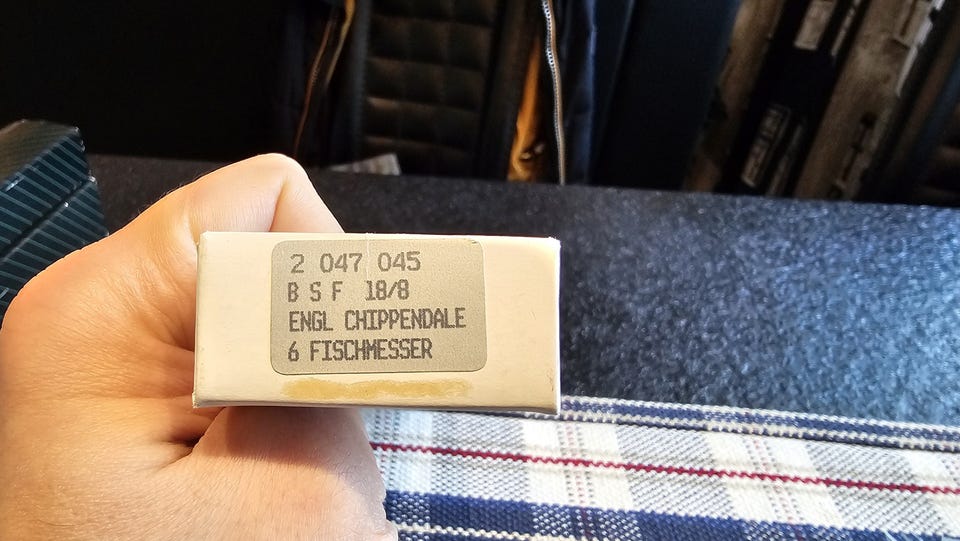 2 047 045
B S F 18/8
ENGL CHIPPENDALE
6 FISCHMESSER